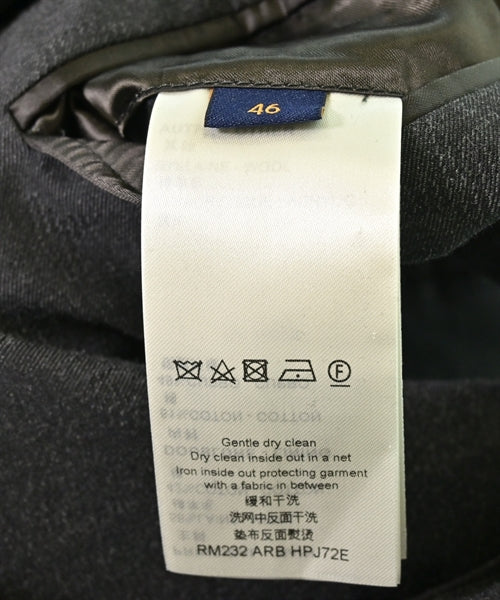 46
Gentle dry clean
Dry clean inside out in a net
Iron inside out protecting garment
with a fabric in between
缓和干洗
洗网中反面干洗
垫布反面熨烫
RM232 ARB HPJ72E